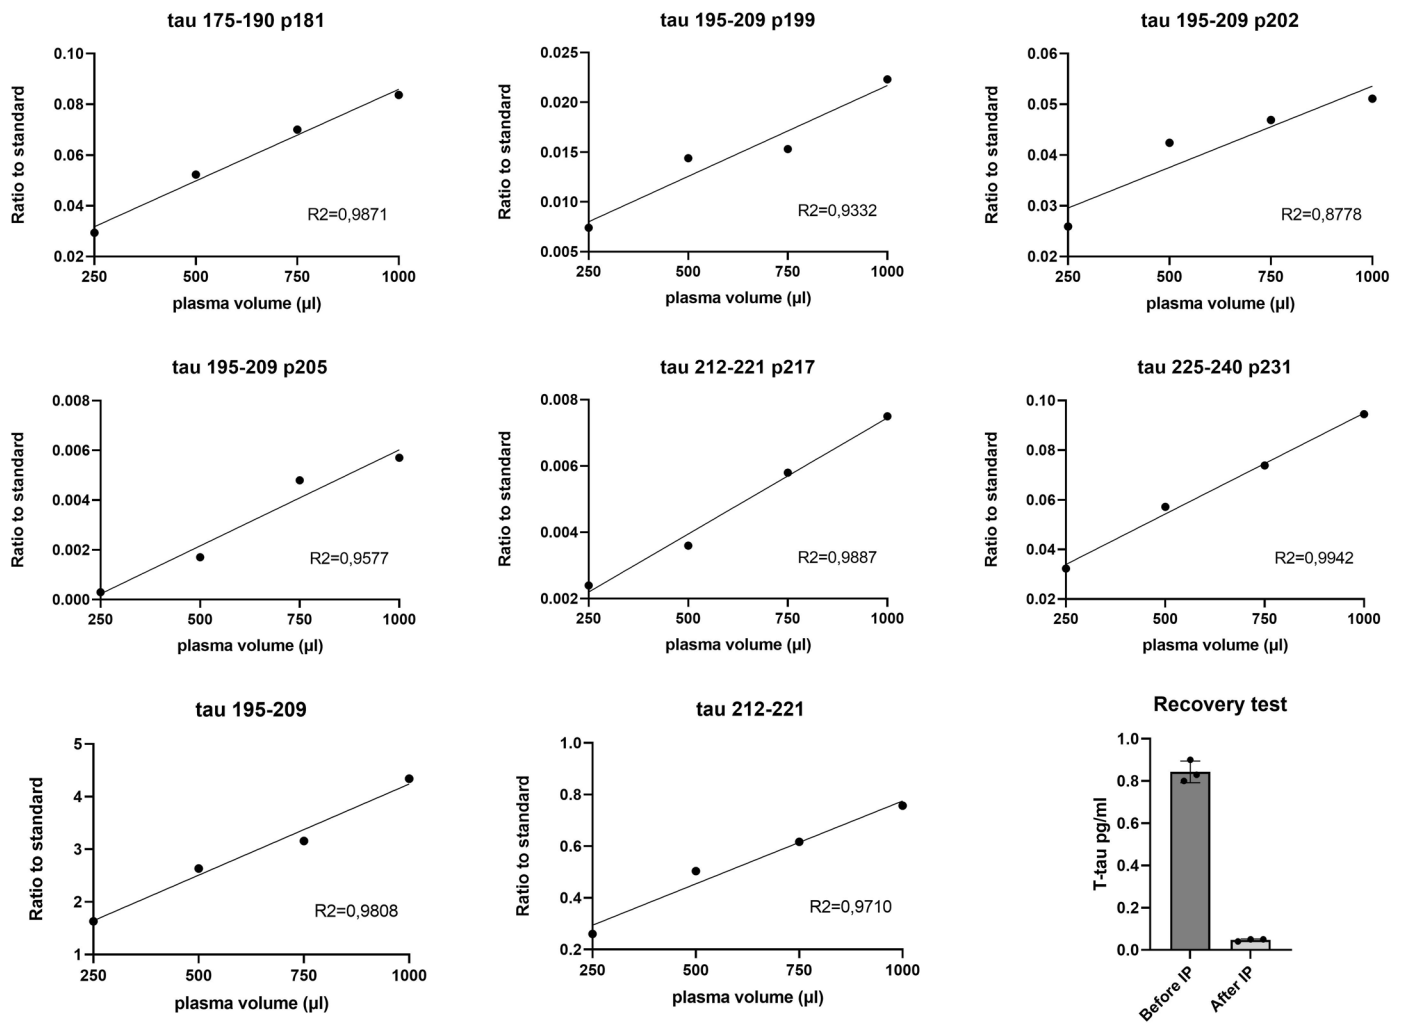 tau 175-190 p181
Ratio to standard
0.10
0.08
0.06
0.04
0.02
R2=0,9871
250 500 750 1000
plasma volume (µl)
tau 195-209 p199
Ratio to standard
0.025
0.020
0.015
0.010
0.005
R2=0,9332
250 500 750 1000
plasma volume (µl)
tau 195-209 p202
Ratio to standard
0.06
0.05
0.04
0.03
0.02
R2=0,8778
250 500 750 1000
plasma volume (µl)
tau 195-209 p205
Ratio to standard
0.008
0.006
0.004
0.002
0.000
R2=0,9577
250 500 750 1000
plasma volume (µl)
tau 212-221 p217
Ratio to standard
0.008
0.006
0.004
0.002
R2=0,9887
250 500 750 1000
plasma volume (µl)
tau 225-240 p231
Ratio to standard
0.10
0.08
0.06
0.04
0.02
R2=0,9942
250 500 750 1000
plasma volume (µl)
tau 195-209
Ratio to standard
5
4
3
2
1
R2=0,9808
250 500 750 1000
plasma volume (µl)
tau 212-221
Ratio to standard
1.0
0.8
0.6
0.4
0.2
R2=0,9710
250 500 750 1000
plasma volume (µl)
Recovery test
T-tau pg/ml
1.0
0.8
0.6
0.4
0.2
0.0
Before IP
After IP